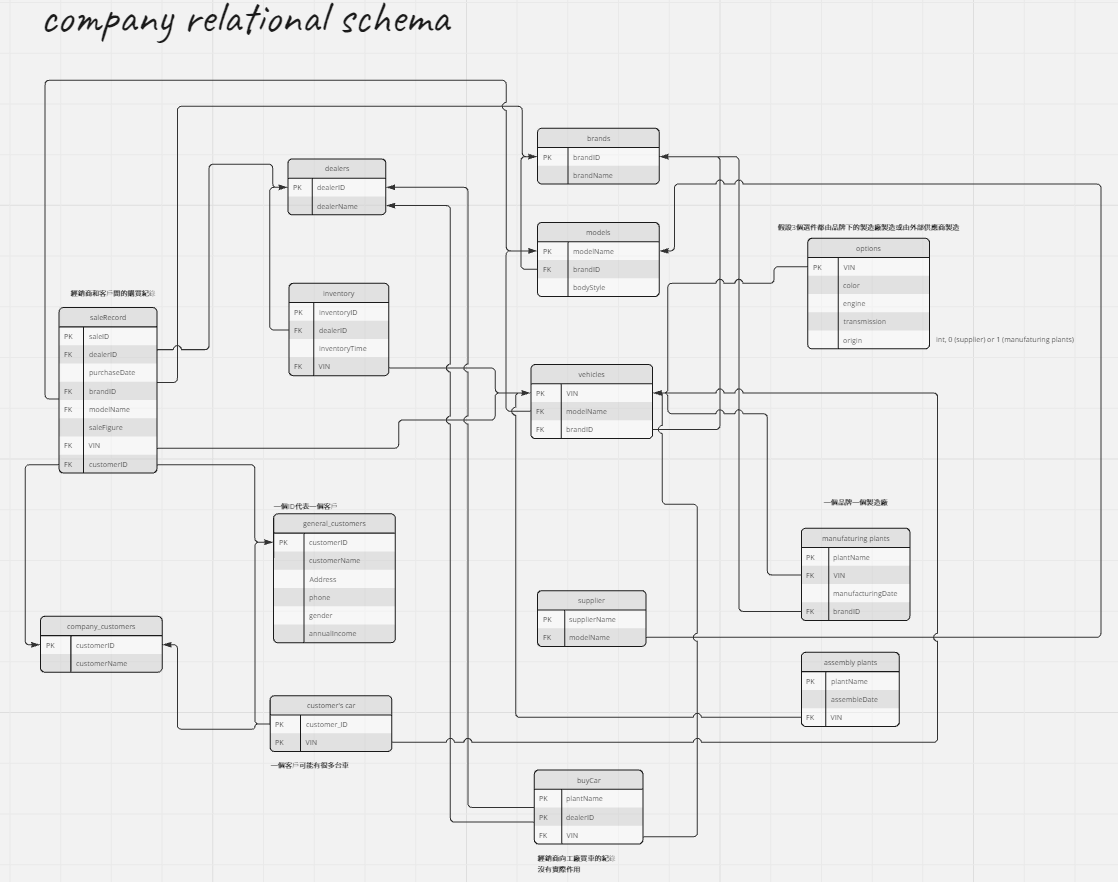 company relational schema
brands
PK brandID
brandName
dealers
PK dealerID
dealerName
models
PK modelName
FK brandID
bodyStyle
假設3個選件都由品牌下的製造廠製造或由外部供應商製造
options
PK VIN
color
engine
transmission
origin
int, 0 (supplier) or 1 (manufaturing plants)
經銷商和客戶間的購買紀錄
saleRecord
PK saleID
FK dealerID
purchaseDate
FK brandID
FK modelName
saleFigure
FK VIN
FK customerID
inventory
PK inventoryID
FK dealerID
inventoryTime
FK VIN
vehicles
PK VIN
FK modelName
FK brandID
一個ID代表一個客戶
general_customers
PK customerID
customerName
Address
phone
gender
annualIncome
一個品牌一個製造廠
manufaturing plants
PK plantName
FK VIN
manufacturingDate
FK brandID
supplier
PK supplierName
FK modelName
company_customers
PK customerID
customerName
assembly plants
PK plantName
assembleDate
FK VIN
customer's car
PK customer_ID
PK VIN
一個客戶可能有很多台車
buyCar
PK plantName
PK dealerID
FK VIN
經銷商向工廠買車的紀錄
沒有實際作用